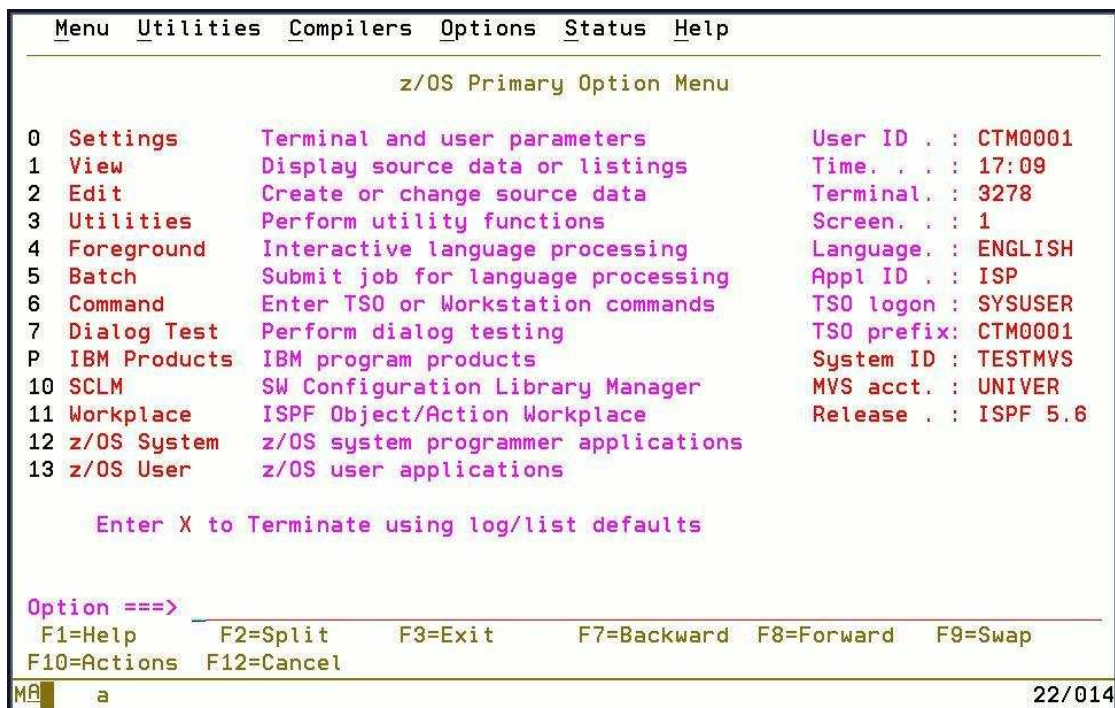 Menu Utilities Compilers Options Status Help
z/OS Primary Option Menu
0 Settings Terminal and user parameters User ID . : CTM0001
1 View Display source data or listings Time. . . : 17:09
2 Edit Create or change source data Terminal. : 3278
3 Utilities Perform utility functions Screen. . : 1
4 Foreground Interactive language processing Language. : ENGLISH
5 Batch Submit job for language processing Appl ID . : ISP
6 Command Enter TSO or Workstation commands TSO logon : SYSUSER
7 Dialog Test Perform dialog testing TSO prefix: CTM0001
P IBM Products IBM program products System ID : TESTMVS
10 SCLM SW Configuration Library Manager MVS acct. : UNIVER
11 Workplace ISPF Object/Action Workplace Release . : ISPF 5.6
12 z/OS System z/OS system programmer applications
13 z/OS User z/OS user applications
Enter X to Terminate using log/list defaults
Option ===>
F1=Help F2=Split F3=Exit F7=Backward F8=Forward F9=Swap
F10=Actions F12=Cancel
MA a 22/014